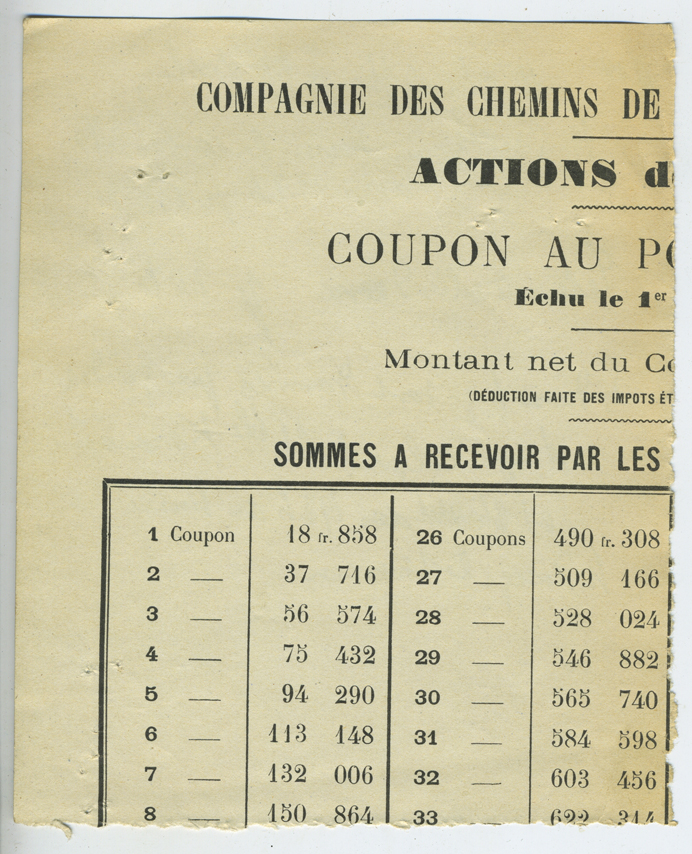 COMPAGNIE DES CHEMINS DE
ACTIONS d
COUPON AU P
Échu le 1er
Montant net du C
(DÉDUCTION FAITE DES IMPOTS ÉT
SOMMES A RECEVOIR PAR LES
1 Coupon 18 fr. 858 26 Coupons 490 fr. 308
2 — 37 716 27 — 509 166
3 — 56 574 28 — 528 024
4 — 75 432 29 — 546 882
5 — 94 290 30 — 565 740
6 — 113 148 31 — 584 598
7 — 132 006 32 — 603 456
8 — 150 864 33 — 622 314